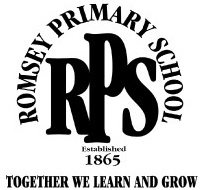 ROMSEY PRIMARY SCHOOL
RPS
Established
1865
TOGETHER WE LEARN AND GROW